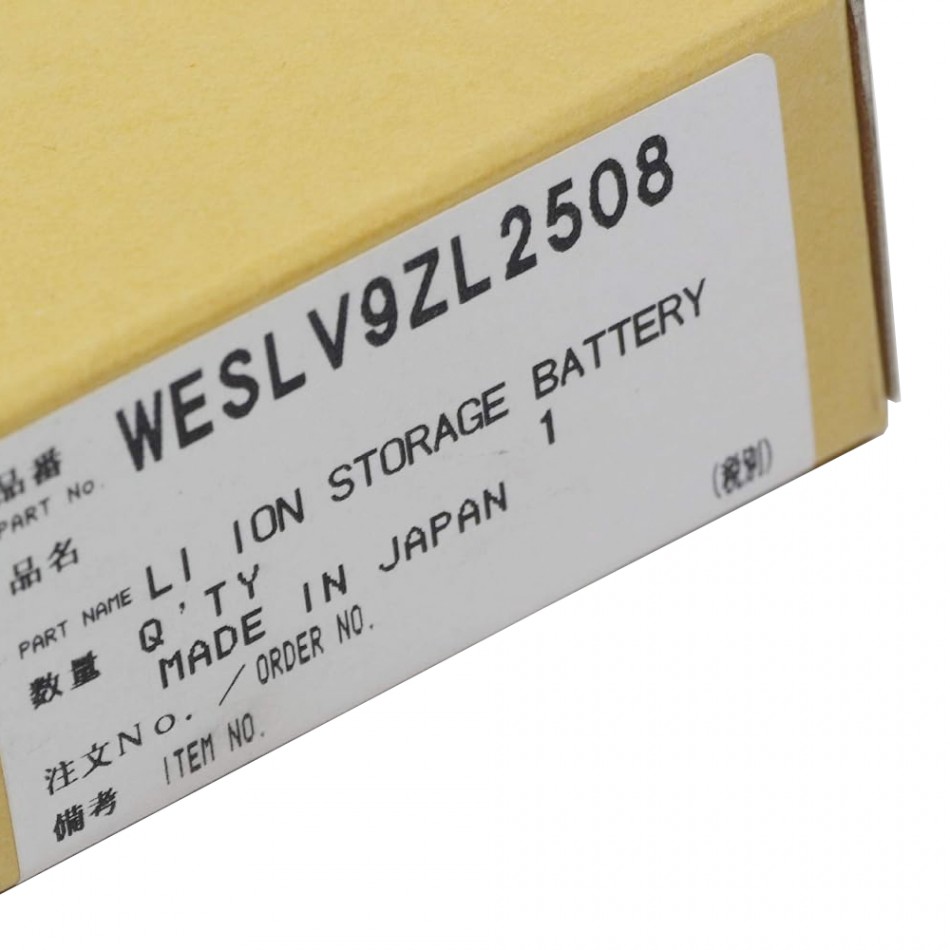 品番 WESLV9ZL2508
PART No.
品名 LI ION STORAGE BATTERY
PART NAME
数量 Q'TY 1
MADE IN JAPAN (税別)
注文No. / ORDER NO.
備考 ITEM NO.